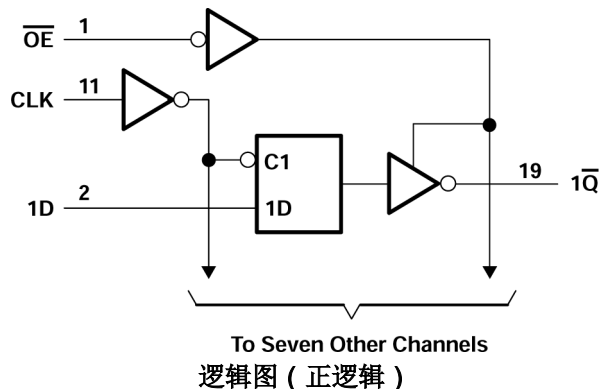 OE 1
CLK 11
C1
1D 2
1D
19 1Q
To Seven Other Channels
逻辑图 ( 正逻辑 )